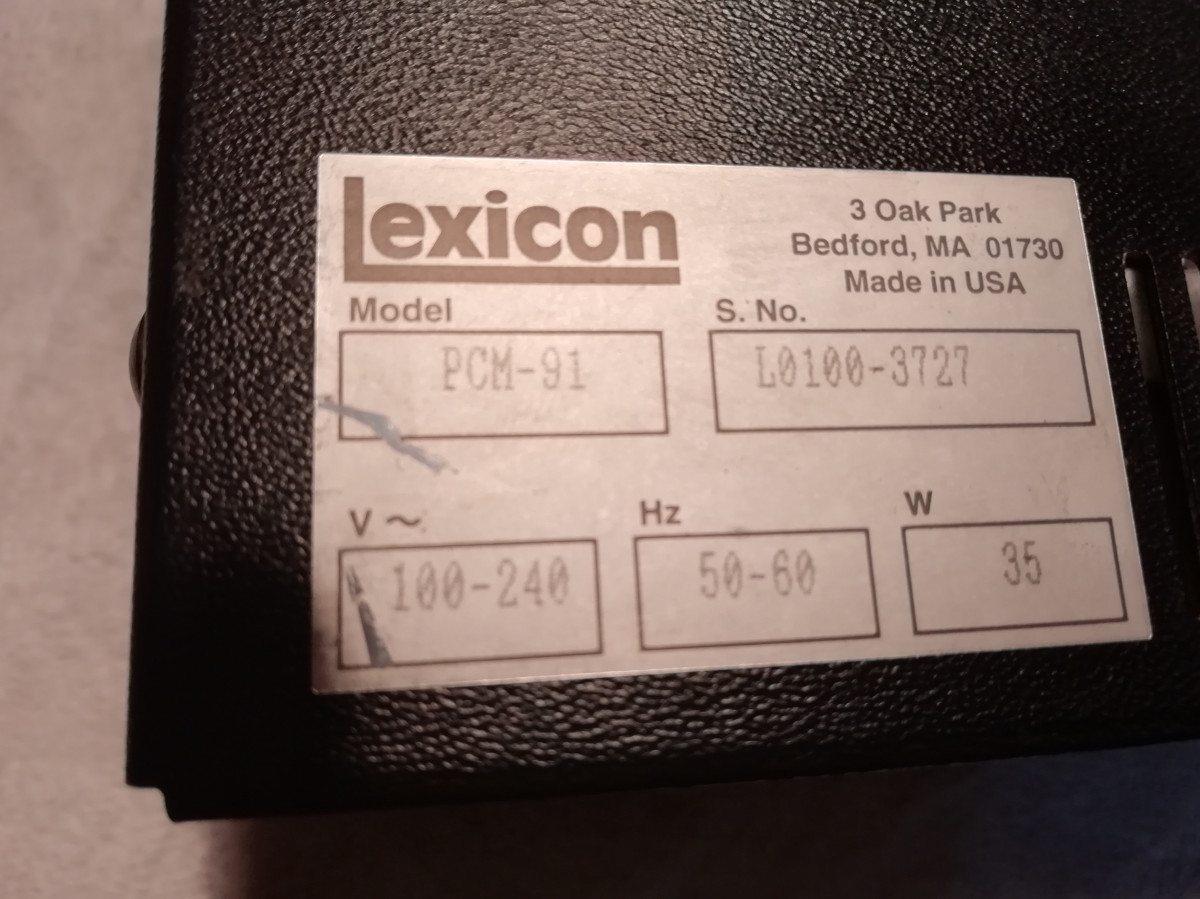 Lexicon
3 Oak Park
Bedford, MA 01730
Made in USA
Model
S. No.
PCM-91
L0100-3727
V ~
Hz
W
100-240
50-60
35